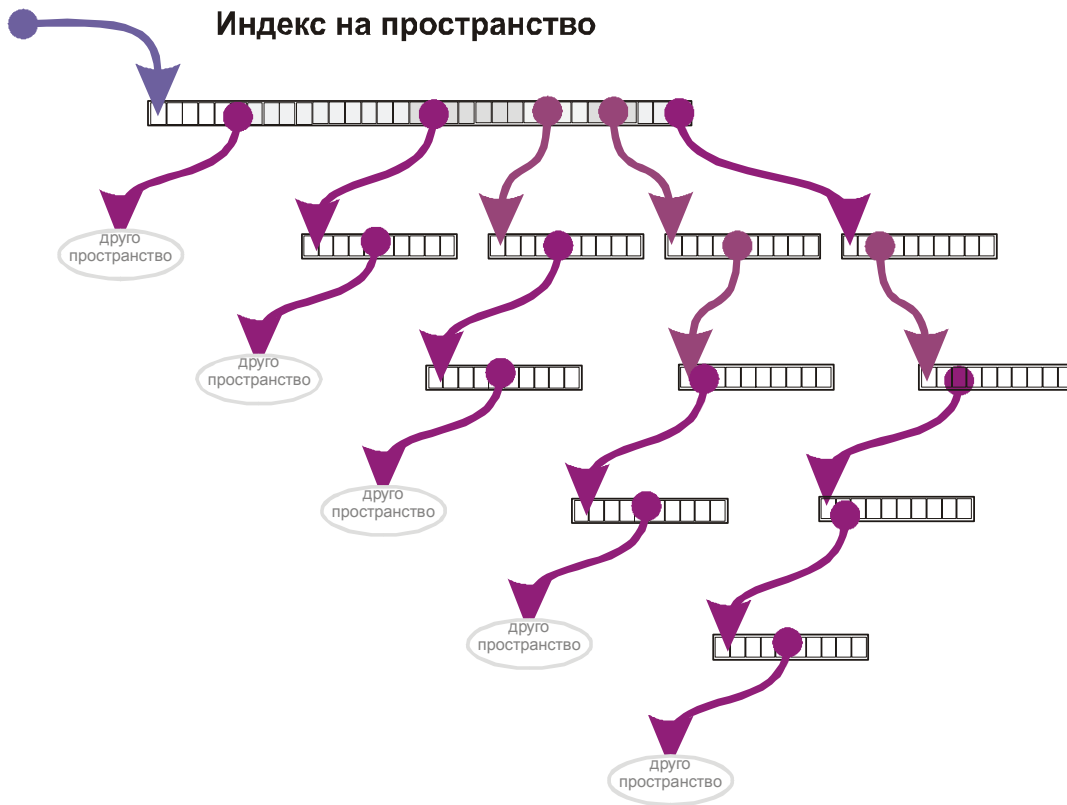 Индекс на пространство
друго
пространство
друго
пространство
друго
пространство
друго
пространство
друго
пространство